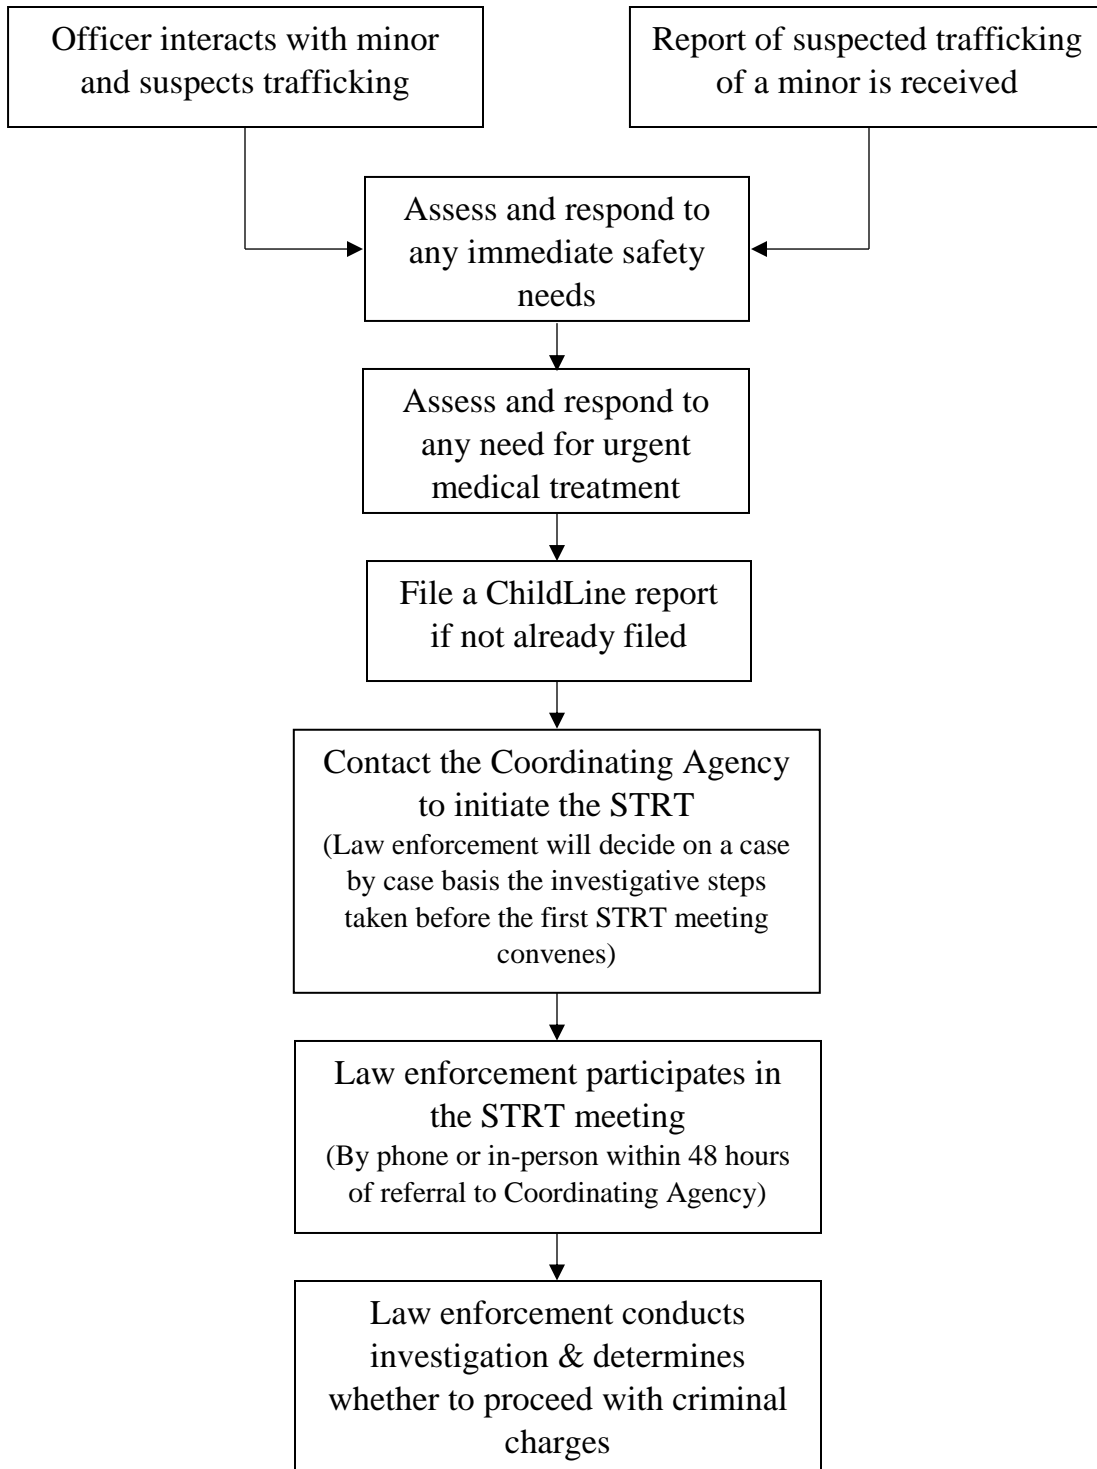 Officer interacts with minor
and suspects trafficking
Report of suspected trafficking
of a minor is received
Assess and respond to
any immediate safety
needs
Assess and respond to
any need for urgent
medical treatment
File a ChildLine report
if not already filed
Contact the Coordinating Agency
to initiate the STRT
(Law enforcement will decide on a case
by case basis the investigative steps
taken before the first STRT meeting
convenes)
Law enforcement participates in
the STRT meeting
(By phone or in-person within 48 hours
of referral to Coordinating Agency)
Law enforcement conducts
investigation & determines
whether to proceed with criminal
charges